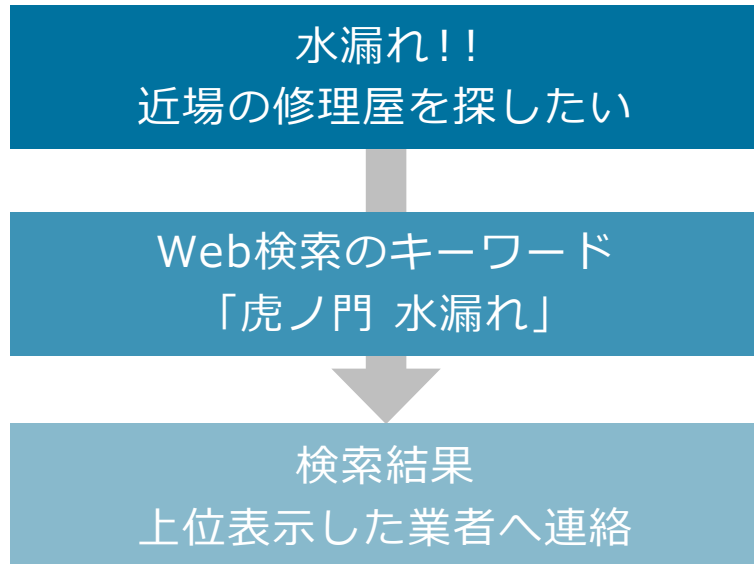 水漏れ!!
近場の修理屋を探したい
Web検索のキーワード
「虎ノ門 水漏れ」
検索結果
上位表示した業者へ連絡